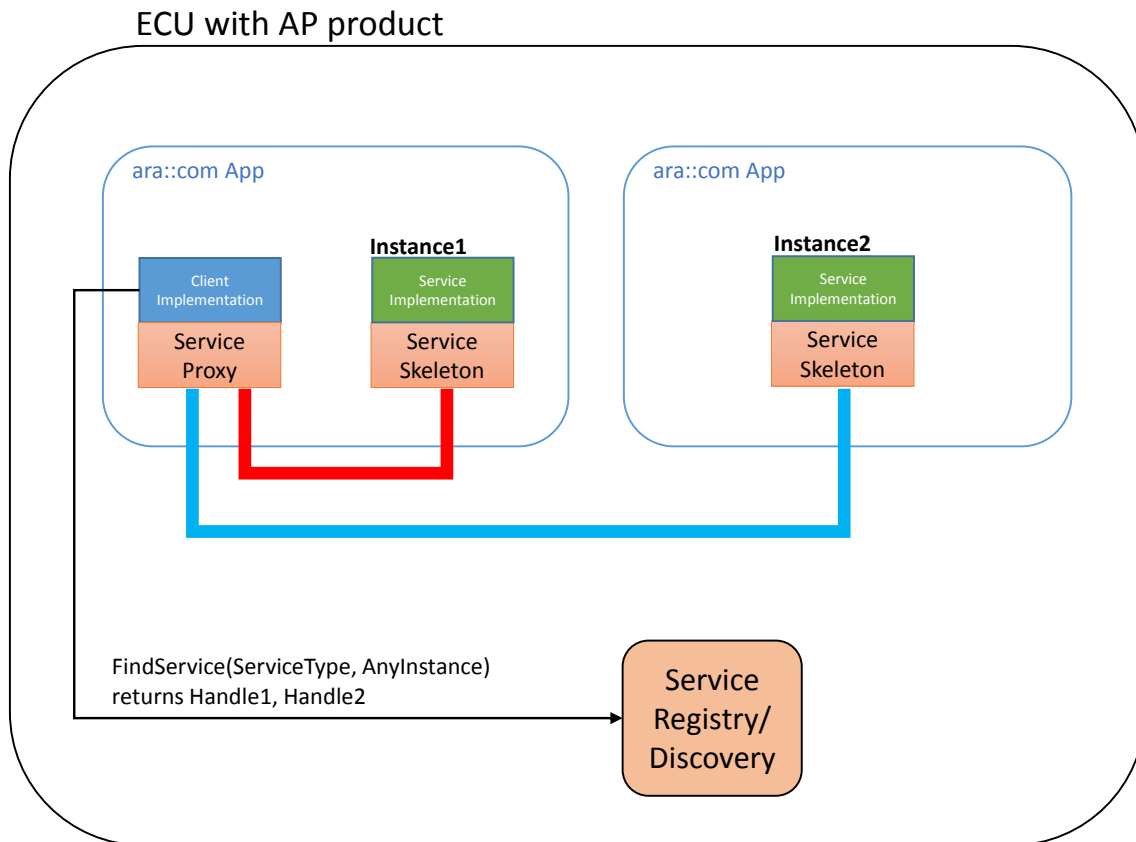 ECU with AP product
ara::com App
ara::com App
Instance1
Instance2
Client
Implementation
Service
Implementation
Service
Implementation
Service
Proxy
Service
Skeleton
Service
Skeleton
FindService(ServiceType, AnyInstance)
returns Handle1, Handle2
Service
Registry/
Discovery